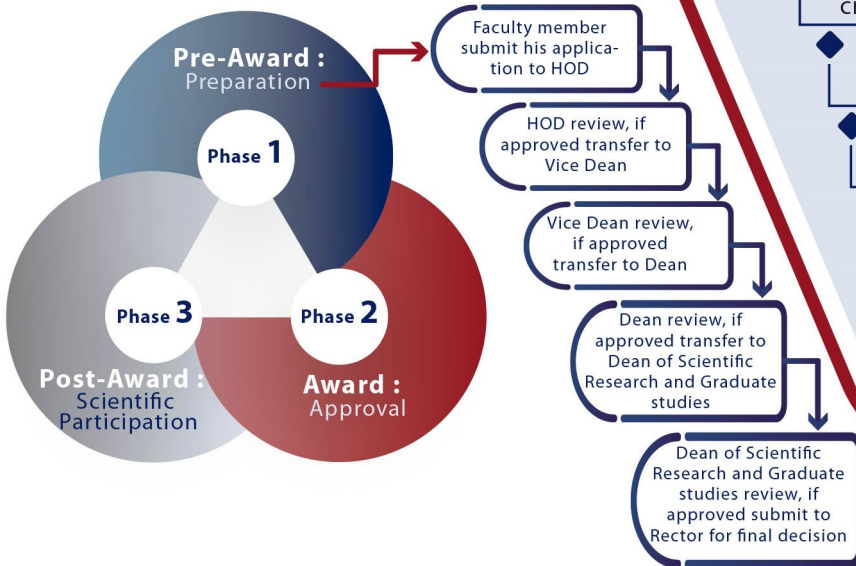 Pre-Award :
Preparation
Phase 1
Phase 3
Phase 2
Post-Award :
Scientific
Participation
Award :
Approval
Faculty member
submit his applica-
tion to HOD
HOD review, if
approved transfer to
Vice Dean
Vice Dean review,
if approved
transfer to Dean
Dean review, if
approved transfer to
Dean of Scientific
Research and Graduate
studies
Dean of Scientific
Research and Graduate
studies review, if
approved submit to
Rector for final decision